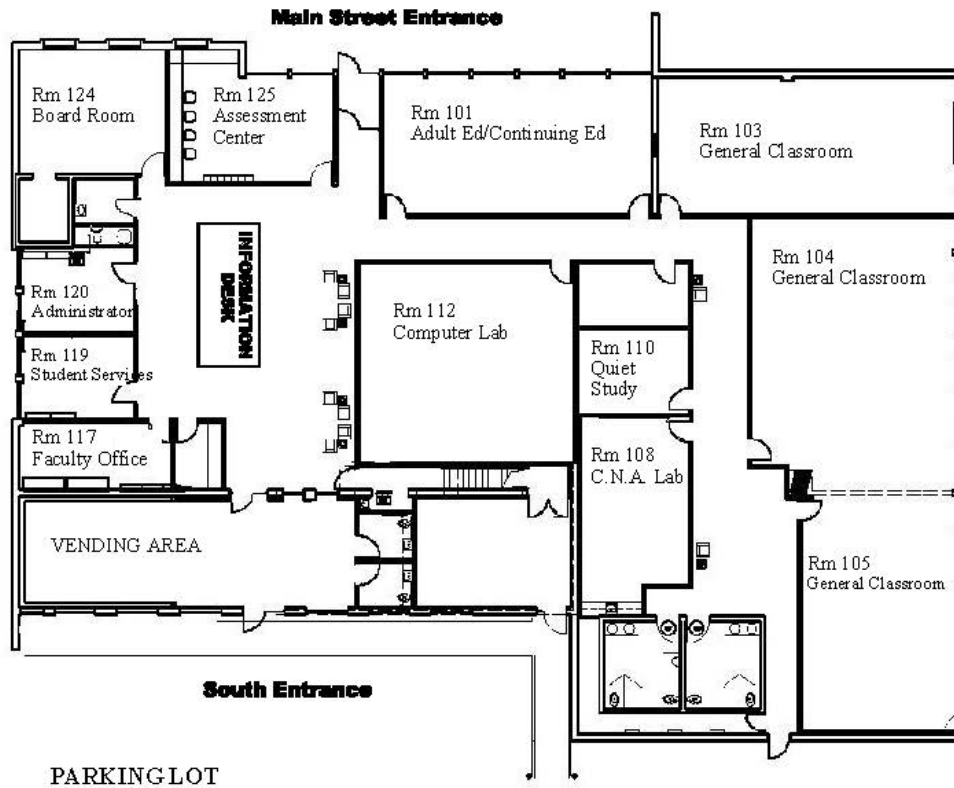 Main Street Entrance
Rm 124
Board Room
Rm 125
Assessment
Center
Rm 101
Adult Ed/Continuing Ed
Rm 103
General Classroom
INFORMATION
DESK
Rm 104
General Classroom
Rm 120
Administrator
Rm 112
Computer Lab
Rm 119
Student Services
Rm 110
Quiet
Study
Rm 117
Faculty Office
Rm 108
C.N.A. Lab
VENDING AREA
Rm 105
General Classroom
South Entrance
PARKING LOT